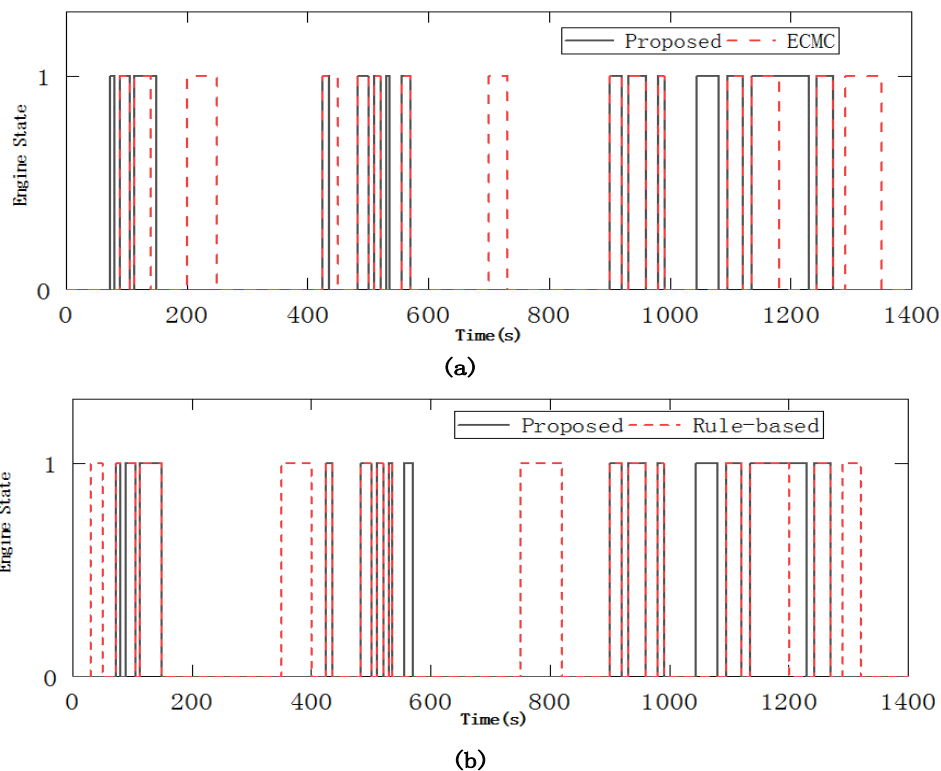 Proposed ECMC
1
Engine State
0
0 200 400 600 800 1000 1200 1400
Time(s)
(a)
Proposed Rule-based
1
Engine State
0
0 200 400 600 800 1000 1200 1400
Time(s)
(b)